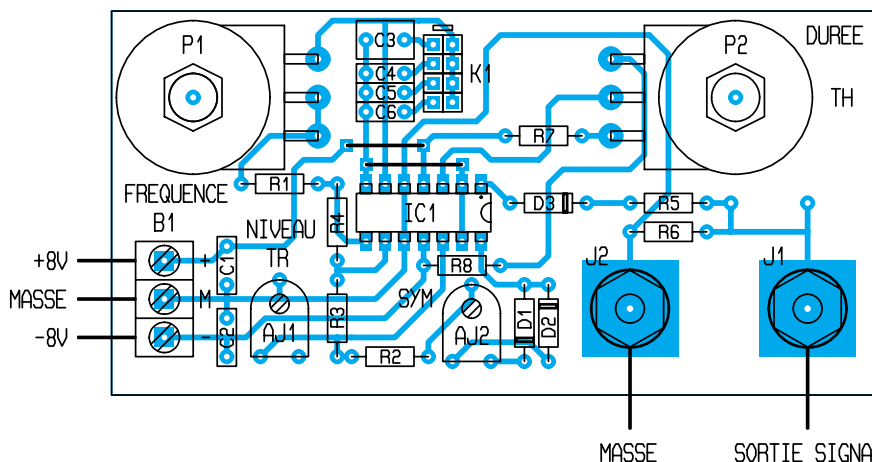 P1
C3
C4
C5
C6
K1
P2
DUREE
TH
R7
R1
FREQUENCE
R4
IC1
D3
R5
R6
B1
NIVEAU
TR
+8V
+
C1
R8
J2
J1
MASSE
M
SYM
-8V
-
C2
AJ1
R3
AJ2
D1
D2
R2
MASSE
SORTIE SIGNA